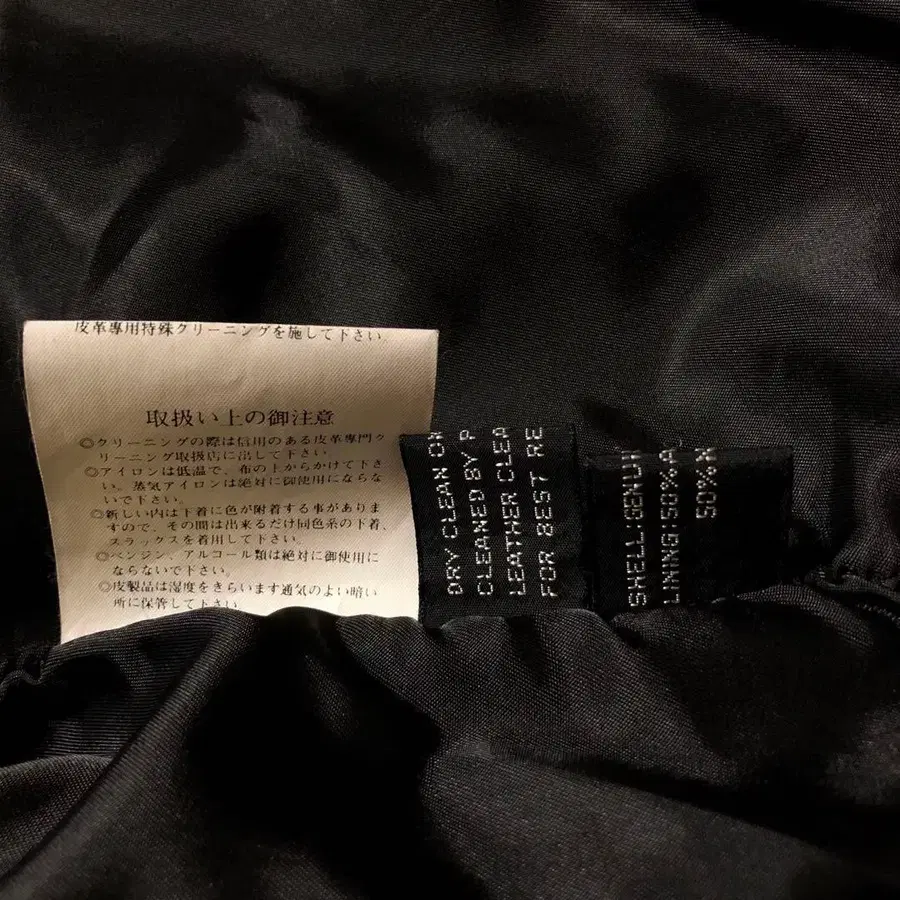 皮革専用特殊クリーニングを施して下さい
取扱い上の御注意
◎クリーニングの際は信用のある皮革専門ク
リーニング取扱店に出して下さい。
◎アイロンは低温で、布の上からかけて下さ
い。蒸気アイロンは絶対に御使用にならな
いで下さい。
◎新しい内は下着に色が附着する事がありま
すので、その間は出来るだけ同色系の下着、
スラックスを着用して下さい。
◎ベンジン、アルコール類は絶対に御使用に
ならないで下さい。
◎皮製品は湿度をきらいます通気のよい暗い
所に保管して下さい。
DRY CLEAN ON
CLEANED BY P
LEATHER CLEA
FOR BEST RE
SHELL:GENUI
LINING:50%A
50%N